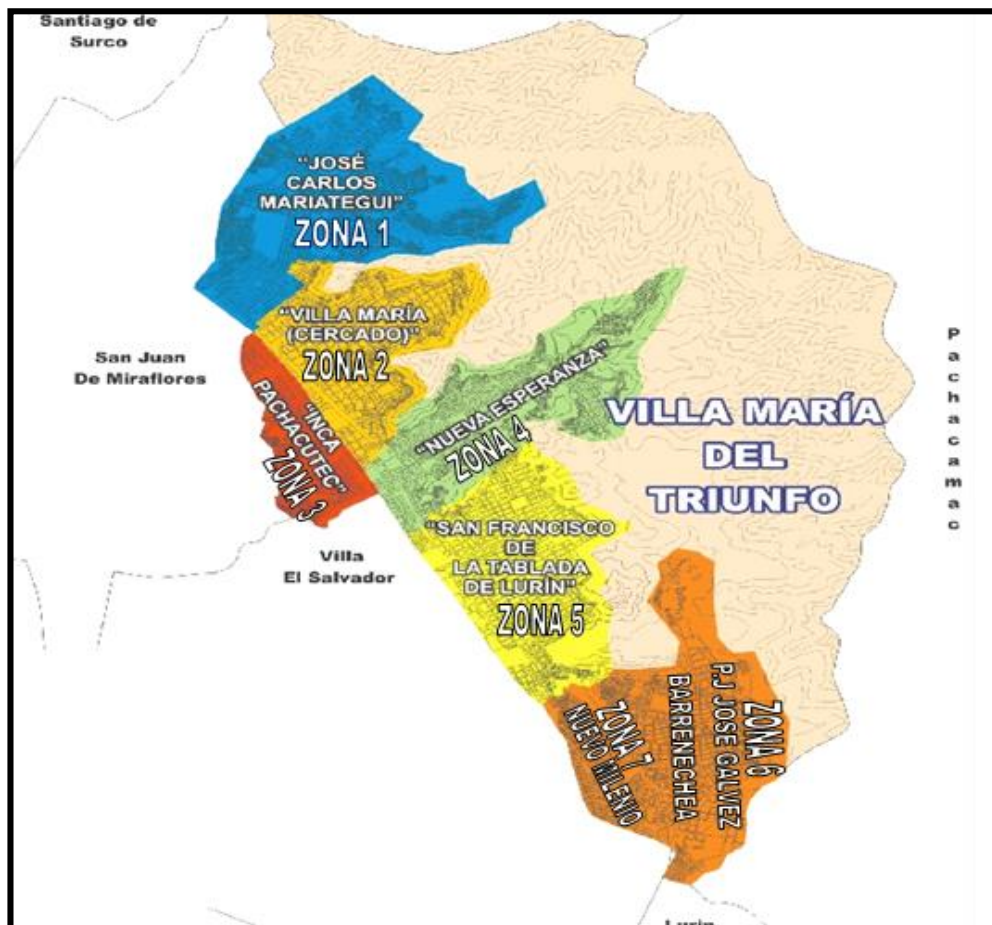 Santiago de
Surco
“JOSÉ
CARLOS
MARIATEGUI”
ZONA 1
“VILLA MARÍA
(CERCADO)”
ZONA 2
San Juan
De Miraflores
“INCA
PACHACUTEC”
ZONA 3
“NUEVA ESPERANZA”
ZONA 4
VILLA MARÍA
DEL
TRIUNFO
Pachacamac
“SAN FRANCISCO
DE
LA TABLADA
DE LURÍN”
ZONA 5
Villa
El Salvador
ZONA 6
P.J JOSE GALVEZ
BARRENECHEA
ZONA 7
NUEVO MILENIO
Lurin